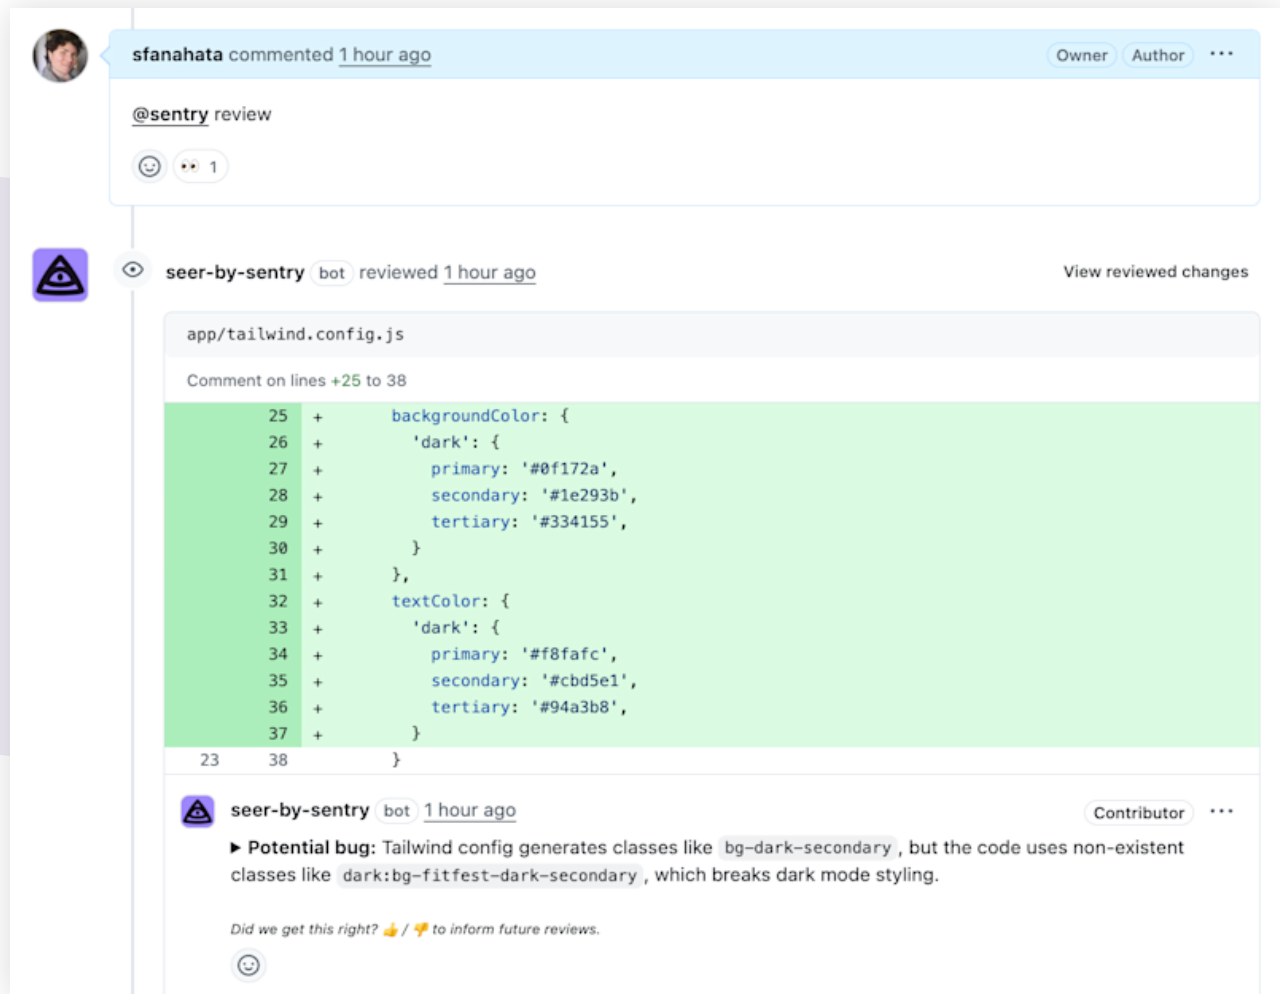 sfanahata commented 1 hour ago Owner Author ···
@sentry review
👀 1
seer-by-sentry bot reviewed 1 hour ago View reviewed changes
app/tailwind.config.js
Comment on lines +25 to 38
25 + backgroundColor: {
26 + 'dark': {
27 + primary: '#0f172a',
28 + secondary: '#1e293b',
29 + tertiary: '#334155',
30 + }
31 + },
32 + textColor: {
33 + 'dark': {
34 + primary: '#f8fafc',
35 + secondary: '#cbd5e1',
36 + tertiary: '#94a3b8',
37 + }
23 38 }
seer-by-sentry bot 1 hour ago Contributor ···
▶ Potential bug: Tailwind config generates classes like bg-dark-secondary, but the code uses non-existent
classes like dark:bg-fitfest-dark-secondary, which breaks dark mode styling.
Did we get this right? 👍 / 👎 to inform future reviews.